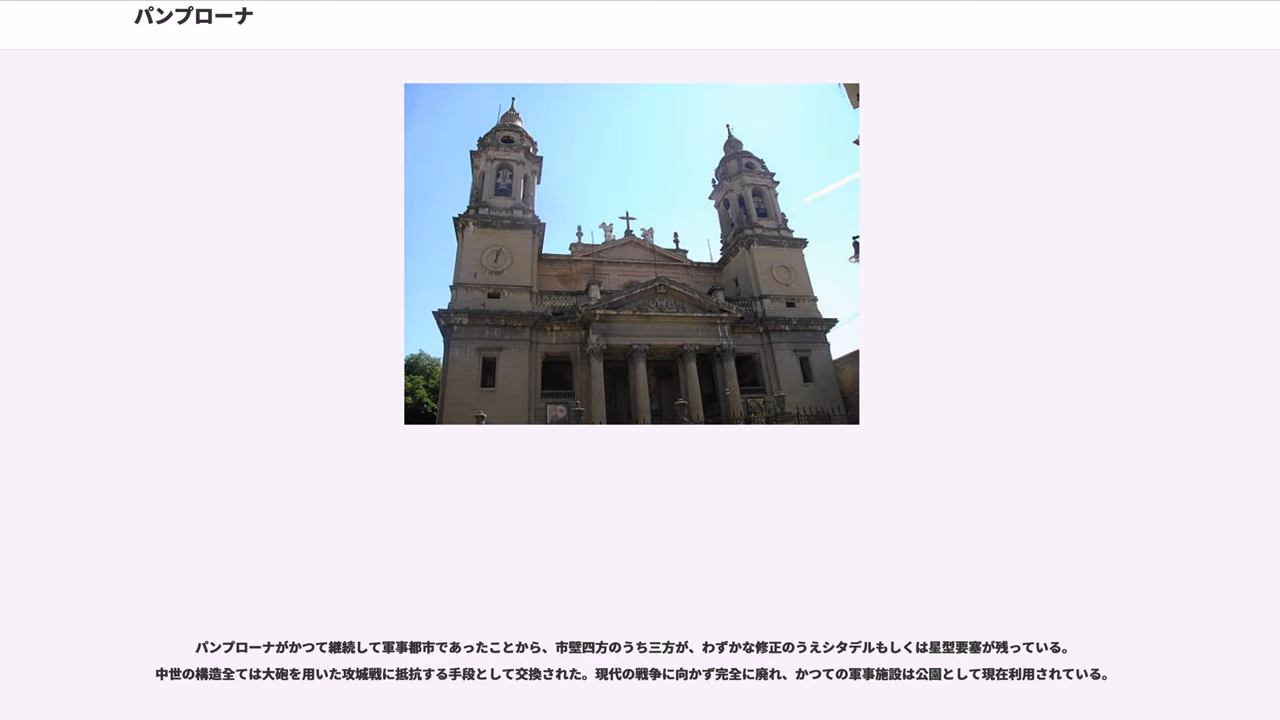 パンプローナ
パンプローナがかつて継続して軍事都市であったことから、市壁四方のうち三方が、わずかな修正のうえシタデルもしくは星型要塞が残っている。
中世の構造全ては大砲を用いた攻城戦に抵抗する手段として交換された。現代の戦争に向かず完全に廃れ、かつての軍事施設は公園として現在利用されている。